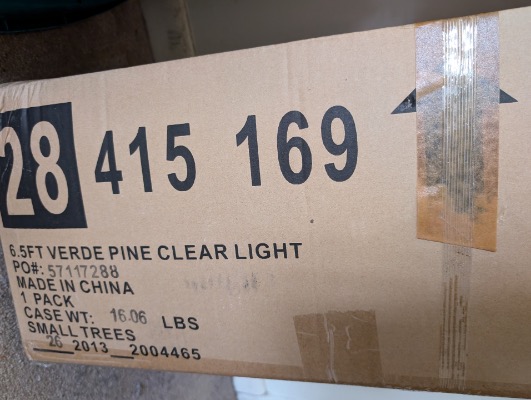 28 415 169
6.5FT VERDE PINE CLEAR LIGHT
PO#: 57117288
MADE IN CHINA
1 PACK
CASE WT: 16.06 LBS
SMALL TREES
26 2013 2004465